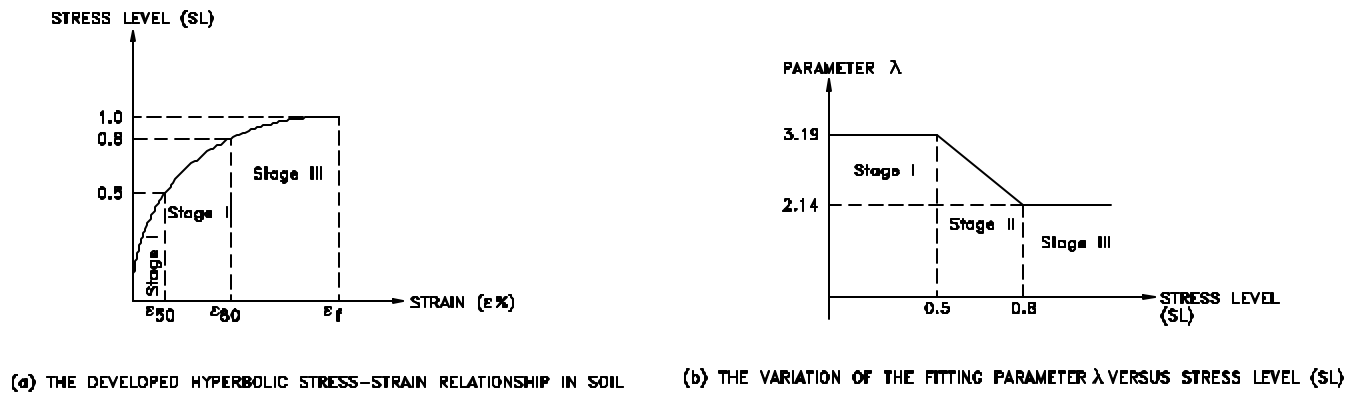 STRESS LEVEL (SL)
1.0
0.8
0.5
Stage III
Stage I
Stage I
STRAIN (ε%)
ε50
ε80
εf
(a) THE DEVELOPED HYPERBOLIC STRESS-STRAIN RELATIONSHIP IN SOIL
PARAMETER λ
3.19
Stage I
2.14
Stage II
Stage III
0.5
0.8
STRESS LEVEL
(SL)
(b) THE VARIATION OF THE FITTING PARAMETER λ VERSUS STRESS LEVEL (SL)